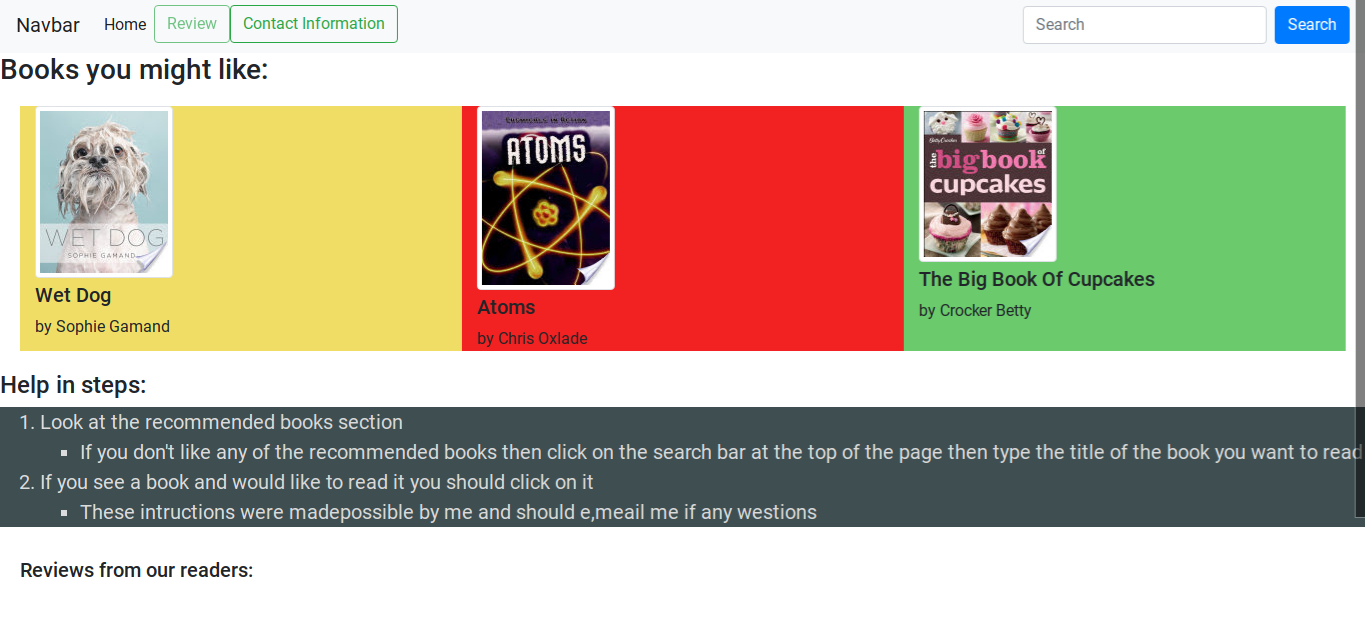 Navbar Home Review Contact Information Search Search
Books you might like:
WET DOG
SOPHIE GAMAND
Wet Dog
by Sophie Gamand
CHEMICALS IN ACTION
ATOMS
Atoms
by Chris Oxlade
Betty Crocker
the big book of
cupcakes
The Big Book Of Cupcakes
by Crocker Betty
Help in steps:
1. Look at the recommended books section
▪ If you don't like any of the recommended books then click on the search bar at the top of the page then type the title of the book you want to read
2. If you see a book and would like to read it you should click on it
▪ These intructions were madepossible by me and should e,meail me if any westions
Reviews from our readers: